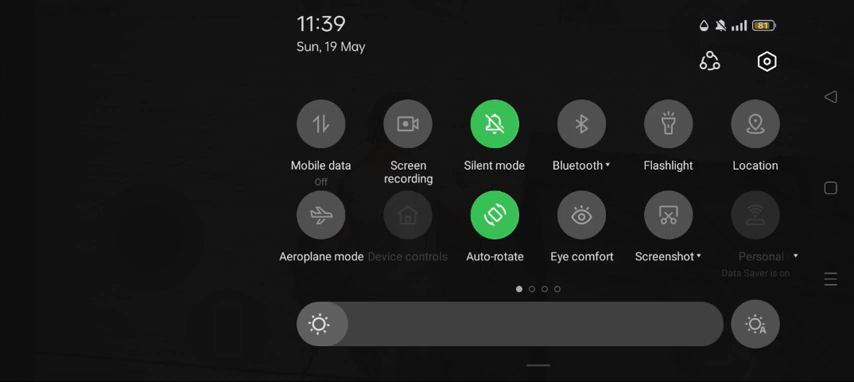 11:39
81
Sun, 19 May
Mobile data
Off
Screen
recording
Silent mode
Bluetooth
Flashlight
Location
Aeroplane mode
Device controls
Auto-rotate
Eye comfort
Screenshot
Personal
Data Saver is on
A